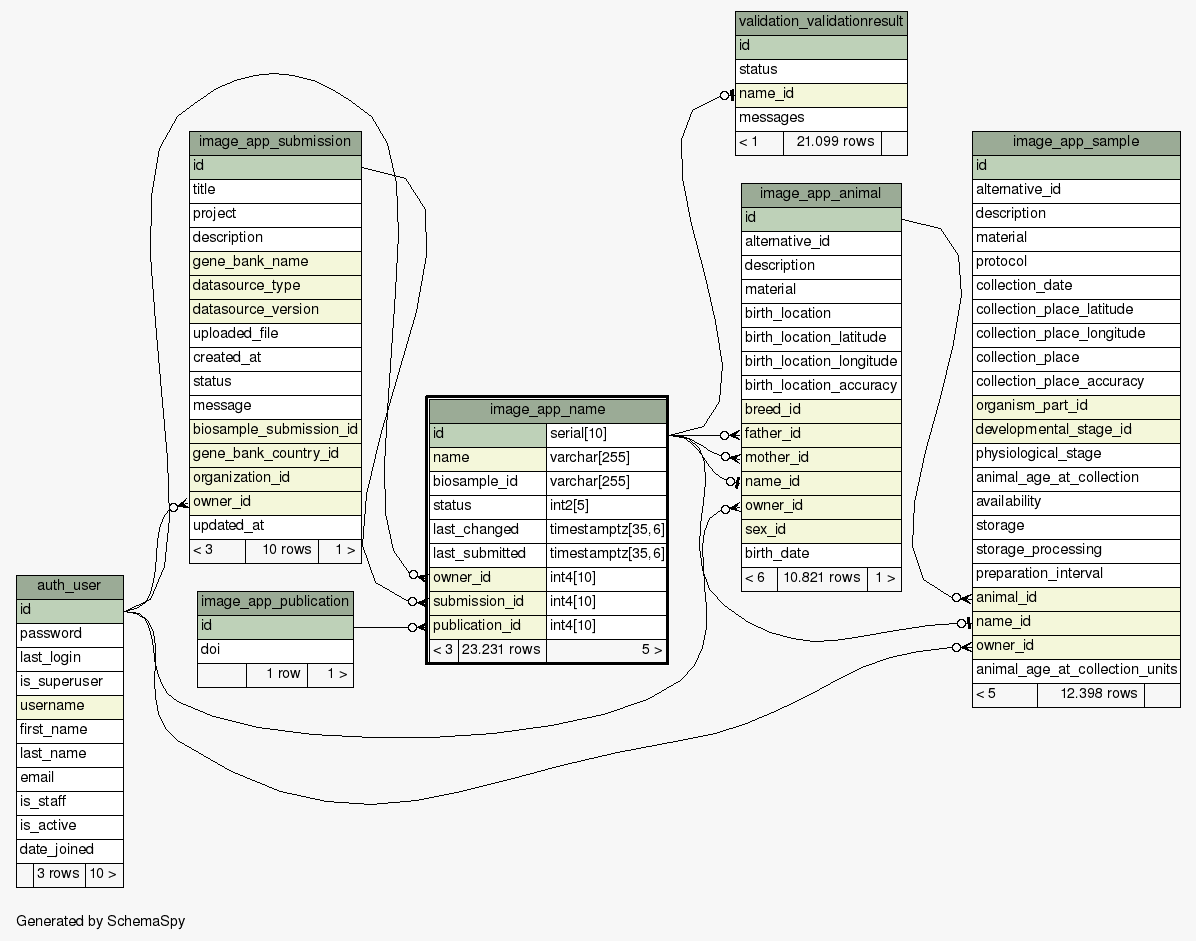 validation_validationresult
id
status
name_id
messages
< 1 21.099 rows
image_app_submission
id
title
project
description
gene_bank_name
datasource_type
datasource_version
uploaded_file
created_at
status
message
biosample_submission_id
gene_bank_country_id
organization_id
owner_id
updated_at
< 3 10 rows 1 >
image_app_animal
id
alternative_id
description
material
birth_location
birth_location_latitude
birth_location_longitude
birth_location_accuracy
breed_id
father_id
mother_id
name_id
owner_id
sex_id
birth_date
< 6 10.821 rows 1 >
image_app_sample
id
alternative_id
description
material
protocol
collection_date
collection_place_latitude
collection_place_longitude
collection_place
collection_place_accuracy
organism_part_id
developmental_stage_id
physiological_stage
animal_age_at_collection
availability
storage
storage_processing
preparation_interval
animal_id
name_id
owner_id
animal_age_at_collection_units
< 5 12.398 rows
image_app_name
id serial[10]
name varchar[255]
biosample_id varchar[255]
status int2[5]
last_changed timestamptz[35,6]
last_submitted timestamptz[35,6]
owner_id int4[10]
submission_id int4[10]
publication_id int4[10]
< 3 23.231 rows 5 >
image_app_publication
id
doi
1 row 1 >
auth_user
id
password
last_login
is_superuser
username
first_name
last_name
email
is_staff
is_active
date_joined
3 rows 10 >
Generated by SchemaSpy